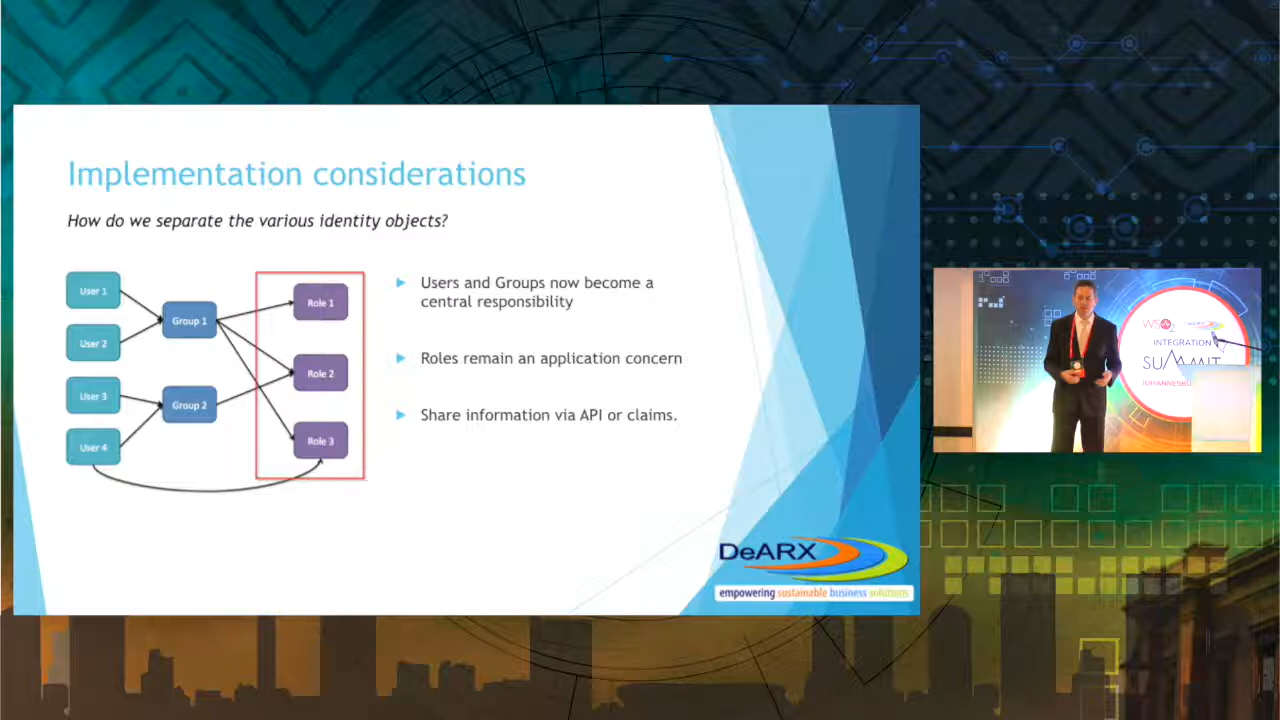 Implementation considerations
How do we separate the various identity objects?
User 1
User 2
User 3
User 4
Group 1
Group 2
Role 1
Role 2
Role 3
Users and Groups now become a
central responsibility
Roles remain an application concern
Share information via API or claims.
DeARX
empowering sustainable business solutions
WSO2
INTEGRATION
SUMMIT